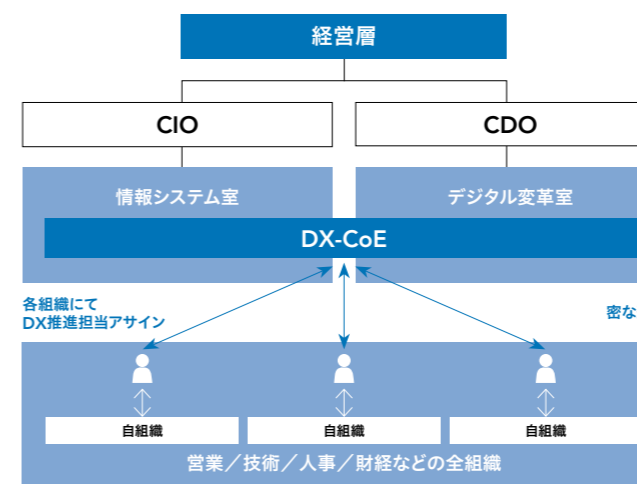 経営層
CIO
CDO
情報システム室
デジタル変革室
DX-CoE
各組織にて
DX推進担当アサイン
密な
自組織
自組織
自組織
営業／技術／人事／財経などの全組織